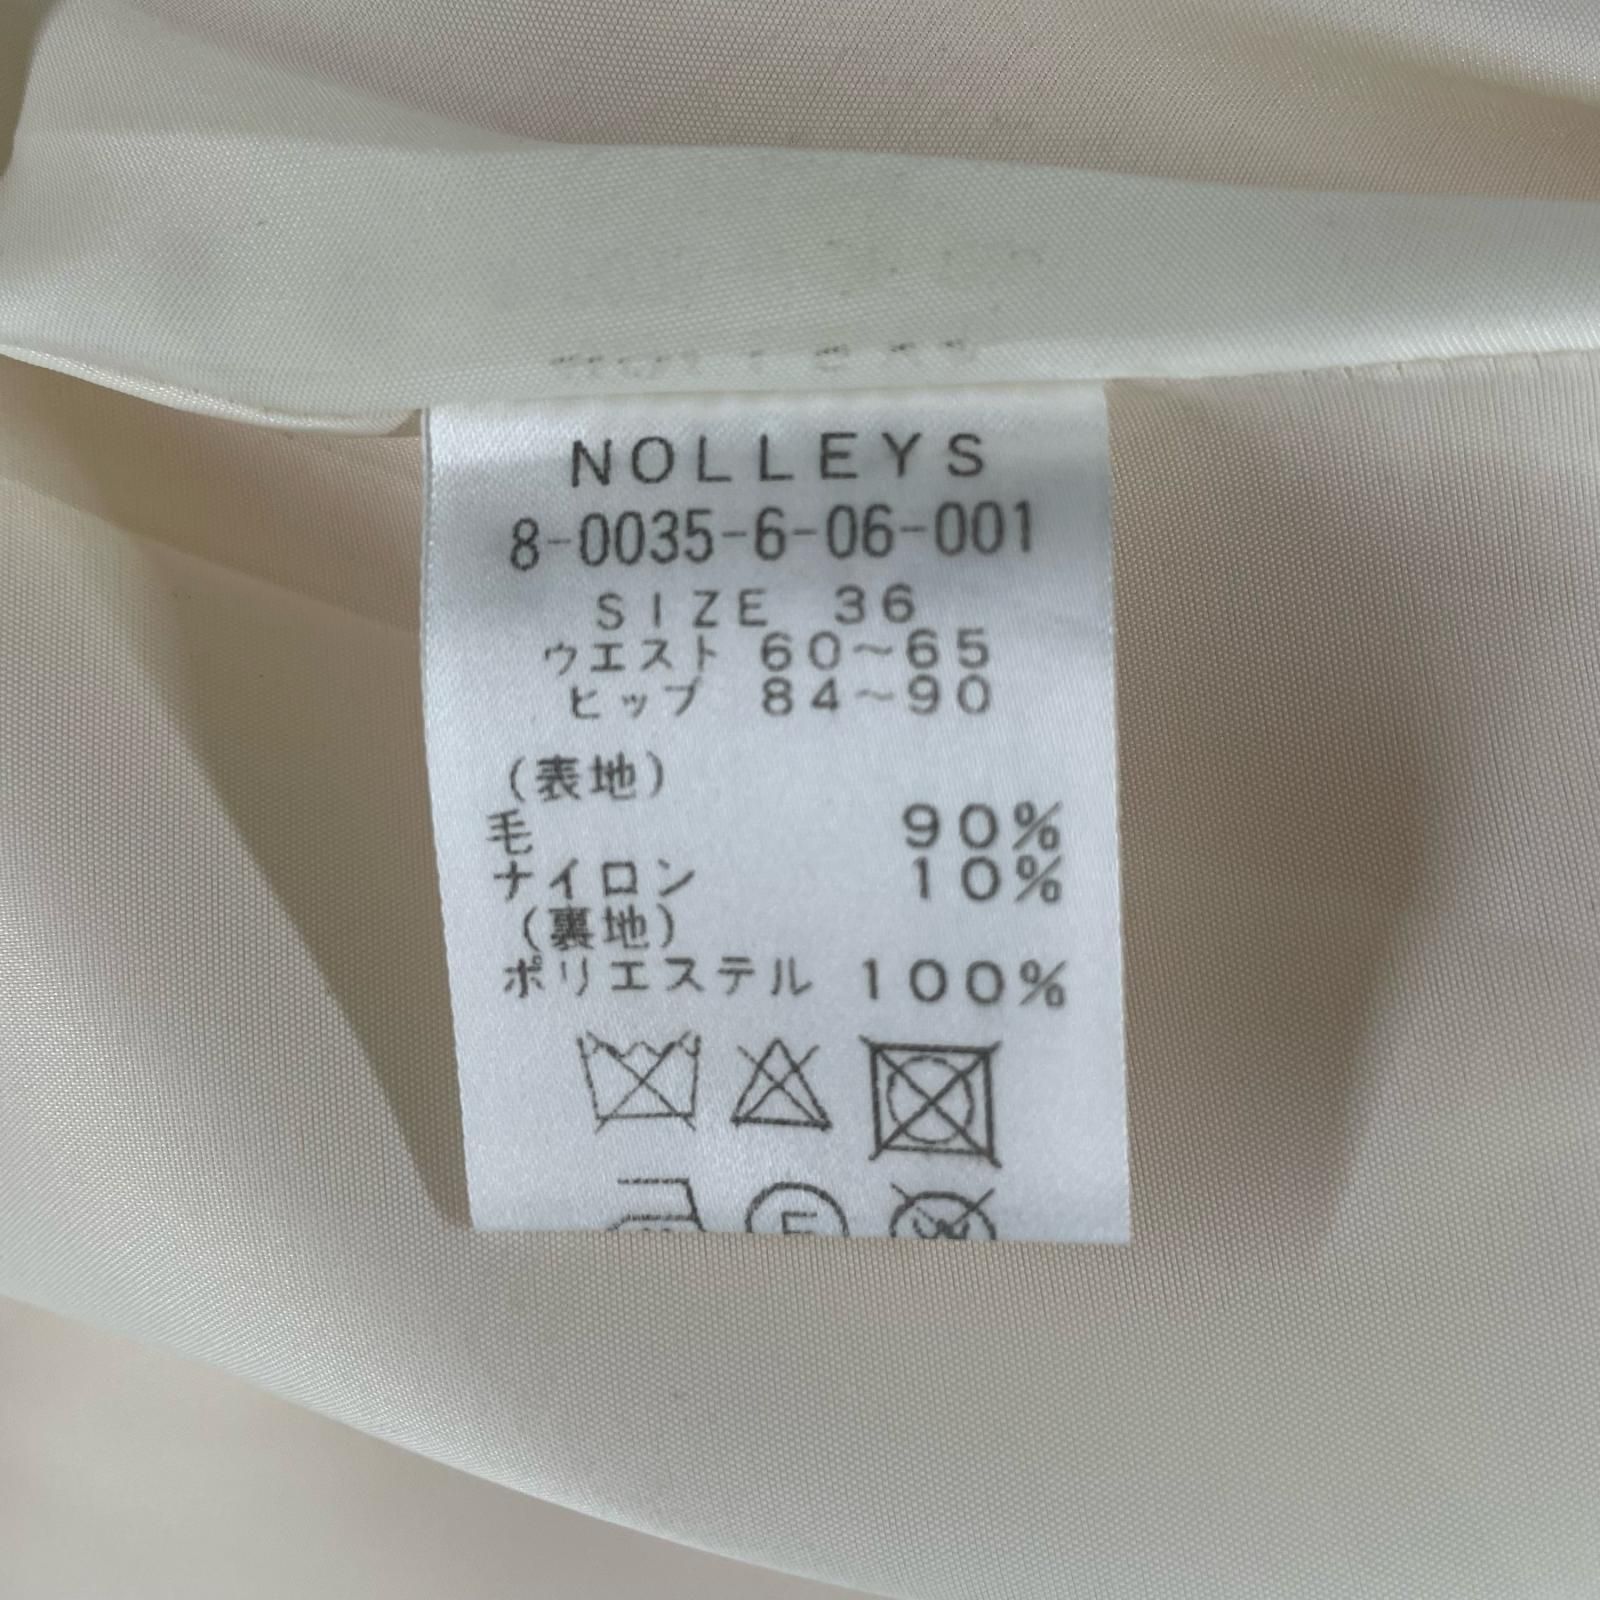 NOLLEYS
8-0035-6-06-001
SIZE 36
ウエスト 60~65
ヒップ 84~90
(表地)
毛 90%
ナイロン 10%
(裏地)
ポリエステル 100%